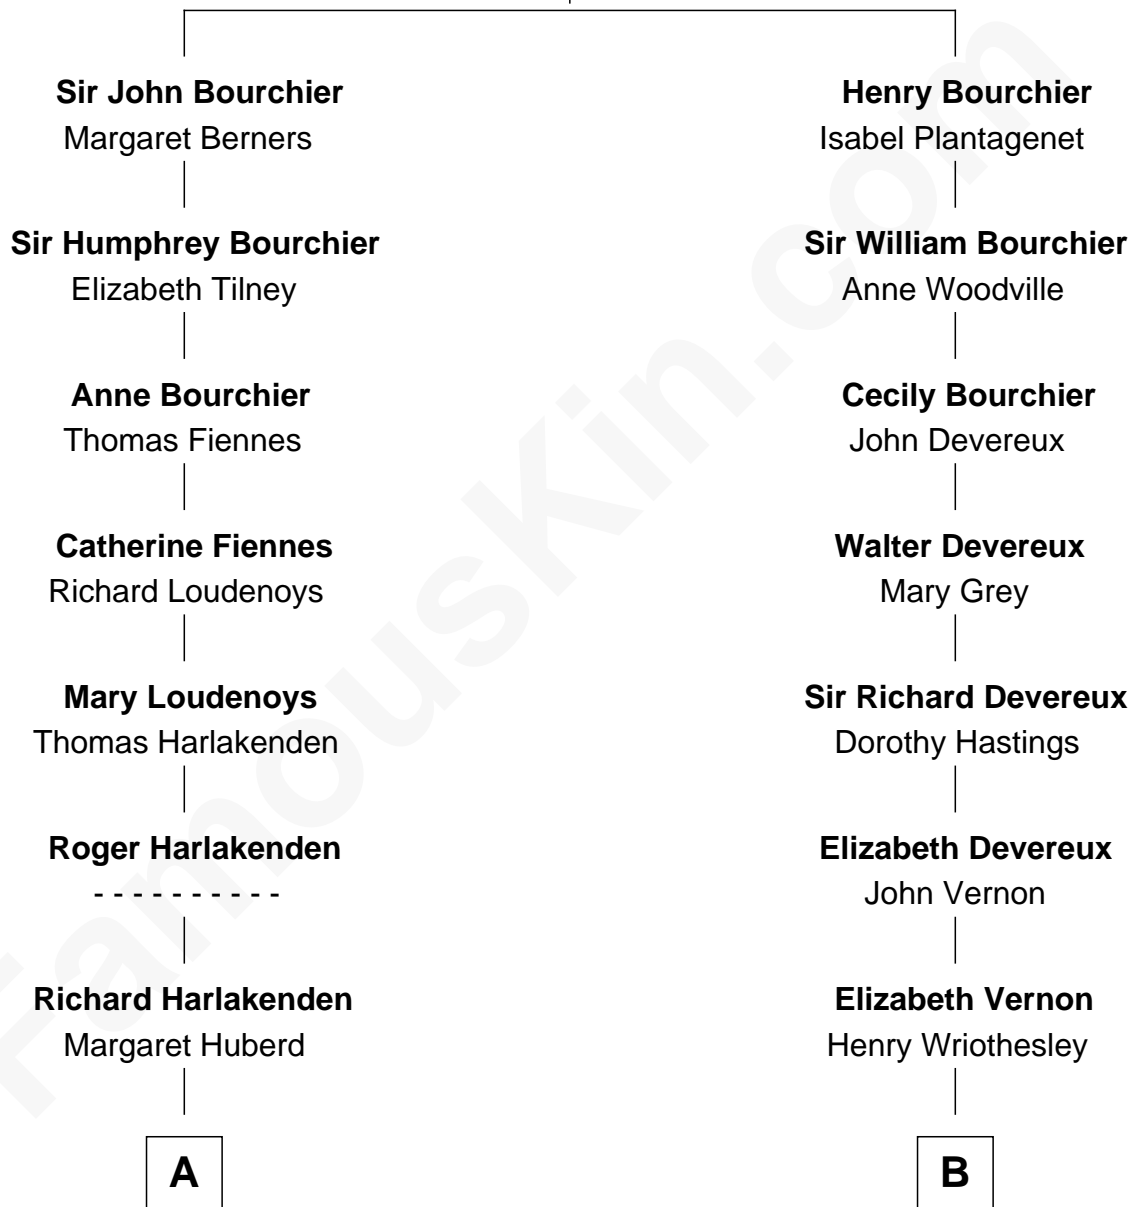 Sir John Bourchier
Margaret Berners
Sir Humphrey Bourchier
Elizabeth Tilney
Anne Bourchier
Thomas Fiennes
Catherine Fiennes
Richard Loudenoys
Mary Loudenoys
Thomas Harlakenden
Roger Harlakenden
- - - - - - - - - -
Richard Harlakenden
Margaret Huberd
A
Henry Bourchier
Isabel Plantagenet
Sir William Bourchier
Anne Woodville
Cecily Bourchier
John Devereux
Walter Devereux
Mary Grey
Sir Richard Devereux
Dorothy Hastings
Elizabeth Devereux
John Vernon
Elizabeth Vernon
Henry Wriothesley
B
FamousKin.com